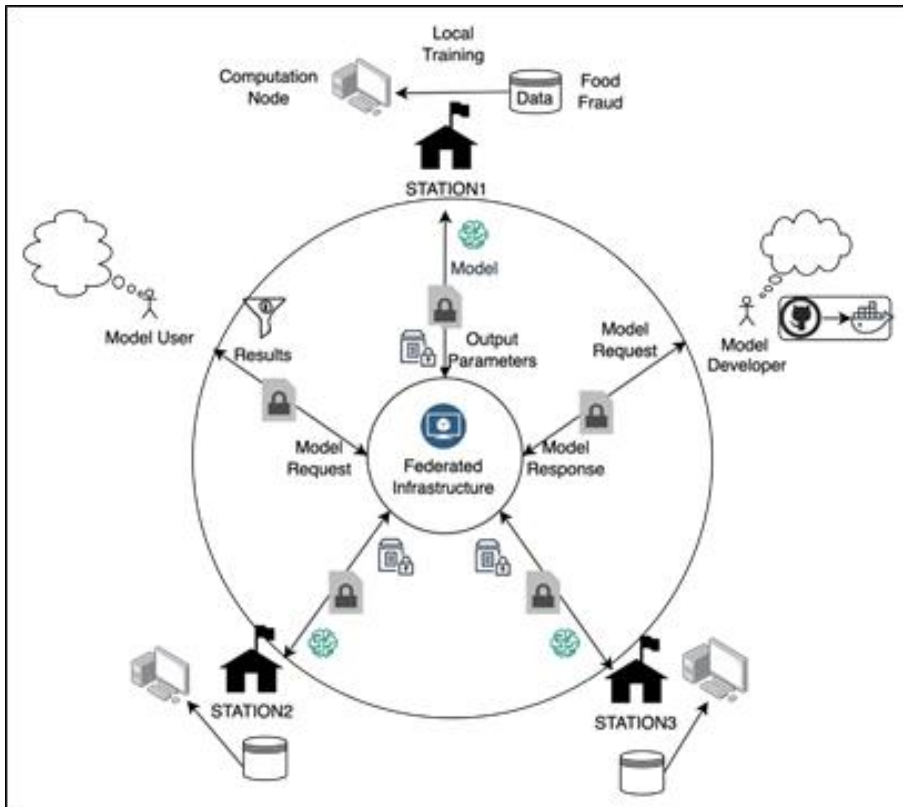 Local
Training
Computation
Node
Data
Food
Fraud
STATION1
Model
Model User
Results
Output
Parameters
Model
Request
Model
Developer
Model
Request
Federated
Infrastructure
Model
Response
STATION2
STATION3